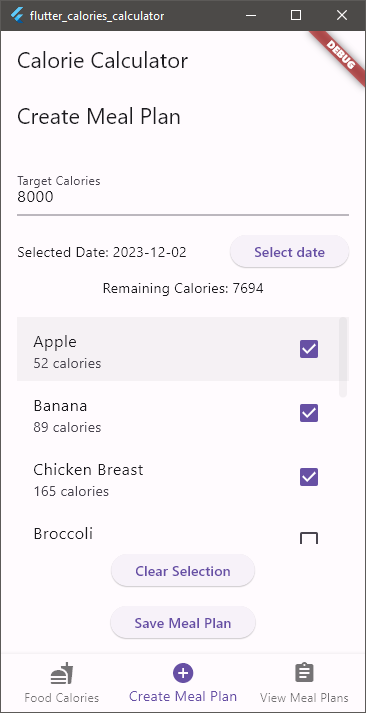 flutter_calories_calculator
DEBUG
Calorie Calculator
Create Meal Plan
Target Calories
8000
Selected Date: 2023-12-02
Select date
Remaining Calories: 7694
Apple
52 calories
Banana
89 calories
Chicken Breast
165 calories
Broccoli
Clear Selection
Save Meal Plan
Food Calories
Create Meal Plan
View Meal Plans